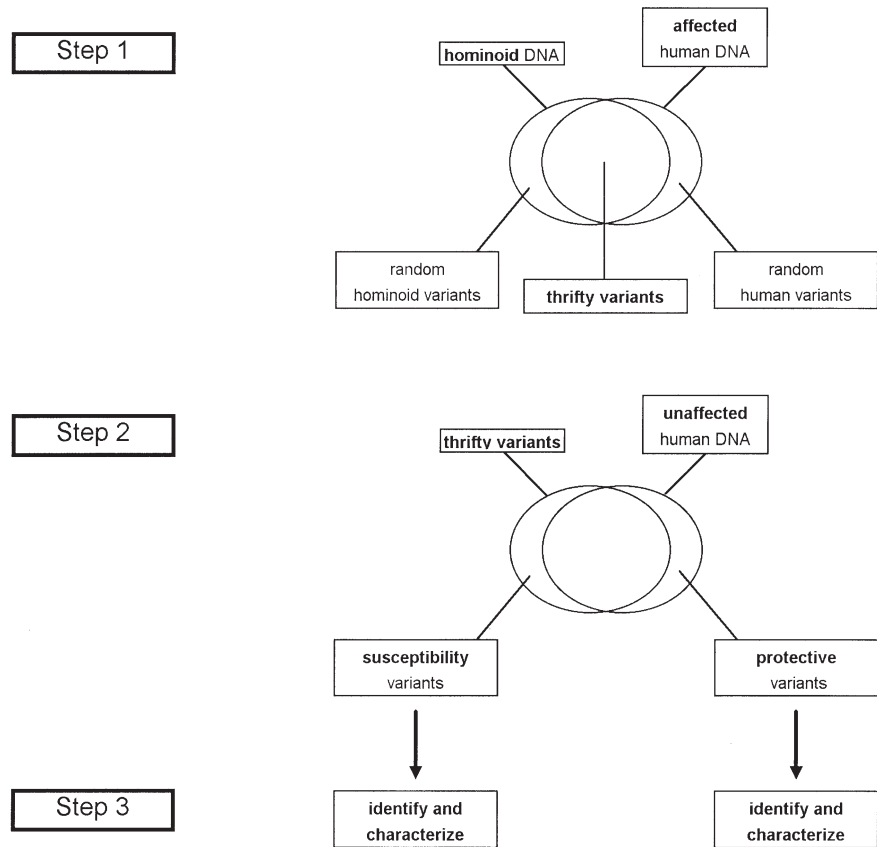 Step 1
hominoid DNA
affected
human DNA
random
hominoid variants
thrifty variants
random
human variants
Step 2
thrifty variants
unaffected
human DNA
susceptibility
variants
protective
variants
Step 3
identify and
characterize
identify and
characterize